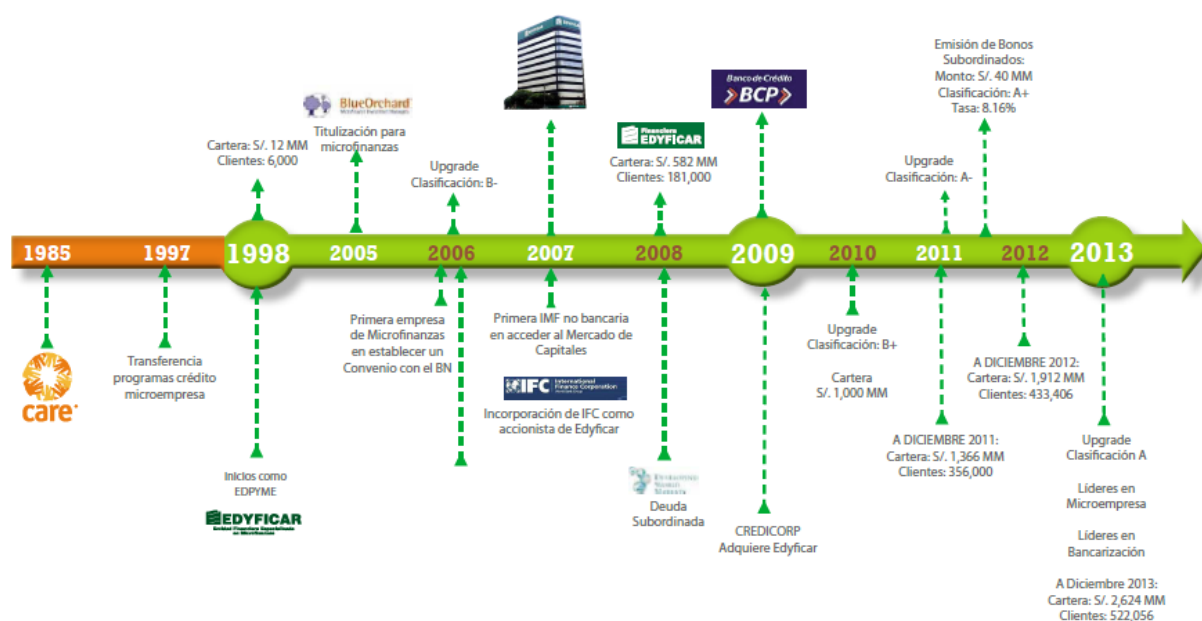 Emisión de Bonos
Subordinados:
Monto: S/. 40 MM
Clasificación: A+
Tasa: 8.16%
Banco de Crédito
BCP
BlueOrchard
Titulización para
microfinanzas
Financiera
EDYFICAR
Cartera: S/. 12 MM
Clientes: 6,000
Cartera: S/. 582 MM
Clientes: 181,000
Upgrade
Clasificación: B-
Upgrade
Clasificación: A-
1985
1997
1998
2005
2006
2007
2008
2009
2010
2011
2012
2013
care
Transferencia
programas crédito
microempresa
Inicios como
EDPYME
EDYFICAR
Primera empresa
de Microfinanzas
en establecer un
Convenio con el BN
Primera IMF no bancaria
en acceder al Mercado de
Capitales
IFC International
Finance Corporation
Incorporación de IFC como
accionista de Edyficar
Deuda
Subordinada
CREDICORP
Adquiere Edyficar
Upgrade
Clasificación: B+
Cartera
S/. 1,000 MM
A DICIEMBRE 2011:
Cartera: S/. 1,366 MM
Clientes: 356,000
A DICIEMBRE 2012:
Cartera: S/. 1,912 MM
Clientes: 433,406
Upgrade
Clasificación A
Líderes en
Microempresa
Líderes en
Bancarización
A Diciembre 2013:
Cartera: S/. 2,624 MM
Clientes: 522,056